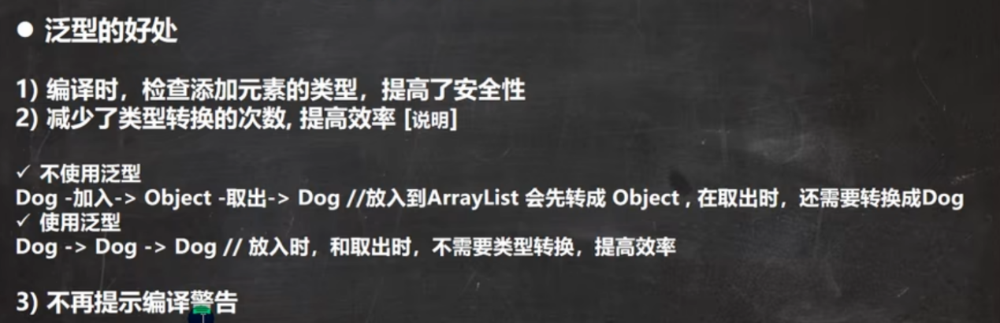 ● 泛型的好处
1) 编译时，检查添加元素的类型，提高了安全性
2) 减少了类型转换的次数, 提高效率 [说明]
✓ 不使用泛型
Dog -加入-> Object -取出-> Dog //放入到ArrayList 会先转成 Object , 在取出时，还需要转换成Dog
✓ 使用泛型
Dog -> Dog -> Dog // 放入时，和取出时，不需要类型转换，提高效率
3) 不再提示编译警告